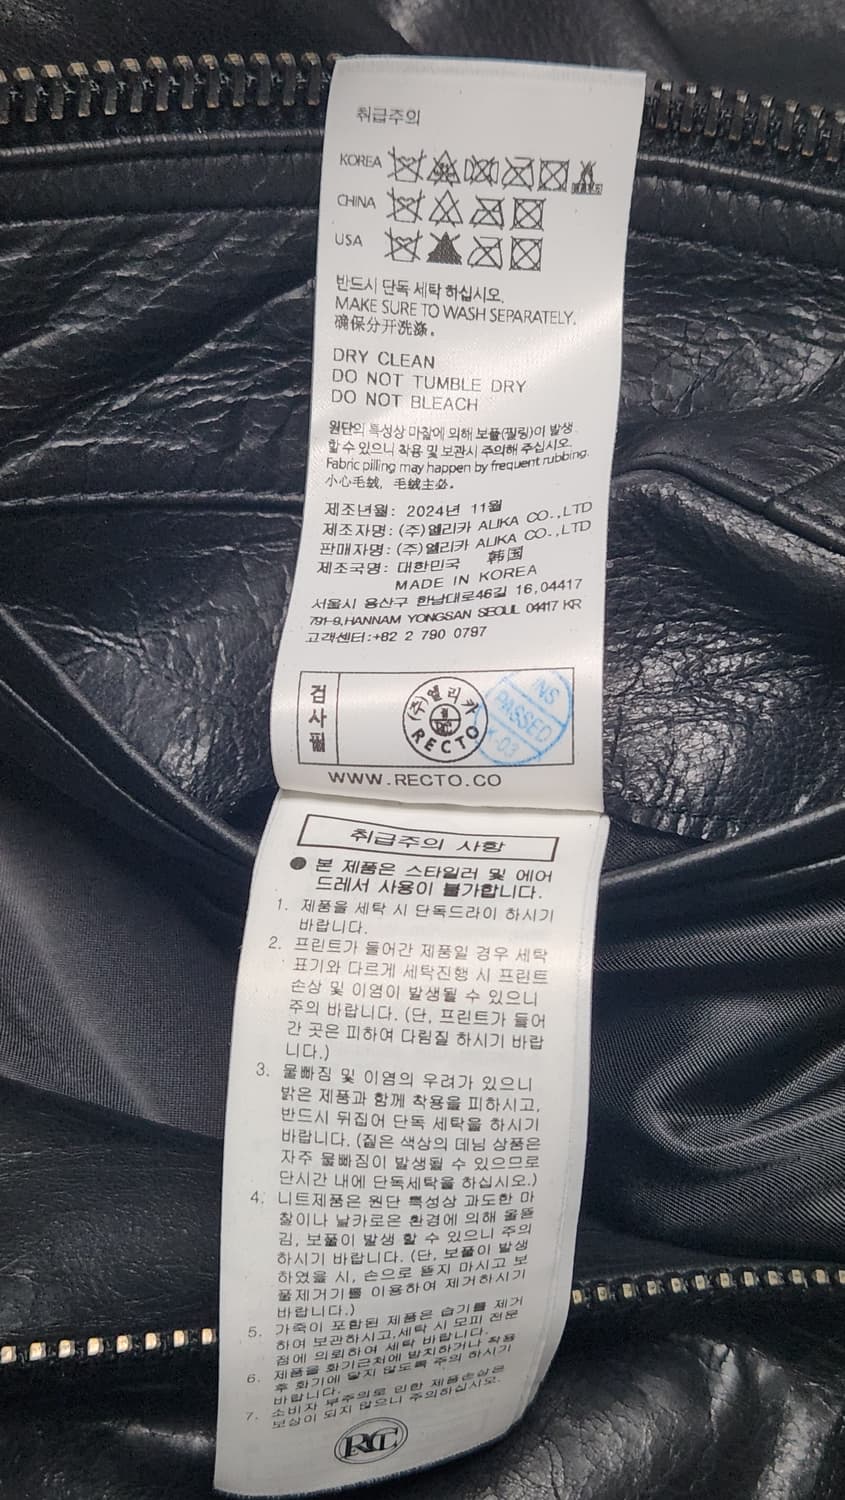 취급주의
KOREA
CHINA
USA
반드시 단독 세탁 하십시오.
MAKE SURE TO WASH SEPARATELY.
确保分开洗涤。
DRY CLEAN
DO NOT TUMBLE DRY
DO NOT BLEACH
원단의 특성상 마찰에 의해 보풀(필링)이 발생
할 수 있으니 착용 및 보관시 주의해 주십시오.
Fabric pilling may happen by frequent rubbing.
小心毛绒, 毛绒主必。
제조년월: 2024년 11월
제조자명: (주)엘리카 ALIKA CO.,LTD
판매자명: (주)엘리카 ALIKA CO.,LTD
제조국명: 대한민국 韩国
MADE IN KOREA
서울시 용산구 한남대로46길 16,04417
791-9,HANNAM YONGSAN SEOUL 04417 KR
고객센터:+82 2 790 0797
검사필
(주)엘리카
RECTO
INS
PASSED
K-03
WWW.RECTO.CO
취급주의 사항
● 본 제품은 스타일러 및 에어
드레서 사용이 불가합니다.
1. 제품을 세탁 시 단독드라이 하시기
바랍니다.
2. 프린트가 들어간 제품일 경우 세탁
표기와 다르게 세탁진행 시 프린트
손상 및 이염이 발생될 수 있으니
주의 바랍니다. (단, 프린트가 들어
간 곳은 피하여 다림질 하시기 바랍
니다.)
3. 물빠짐 및 이염의 우려가 있으니
밝은 제품과 함께 착용을 피하시고,
반드시 뒤집어 단독 세탁을 하시기
바랍니다. (짙은 색상의 데님 상품은
자주 물빠짐이 발생될 수 있으므로
단시간 내에 단독세탁을 하십시오.)
4. 니트제품은 원단 특성상 과도한 마
찰이나 날카로운 환경에 의해 올뜯
김, 보풀이 발생 할 수 있으니 주의
하시기 바랍니다. (단, 보풀이 발생
하였을 시, 손으로 뜯지 마시고 보
풀제거기를 이용하여 제거하시기
바랍니다.)
5. 가죽이 포함된 제품은 습기를 제거
하여 보관하시고,세탁 시 모피 전문
점에 의뢰하여 세탁 바랍니다.
6. 제품을 화기근처에 방치하거나 착용
후 화기에 닿지 않도록 주의 하시기
바랍니다.
7. 소비자 부주의로 인한 제품손상은
보상이 되지 않으니 주의하십시오.